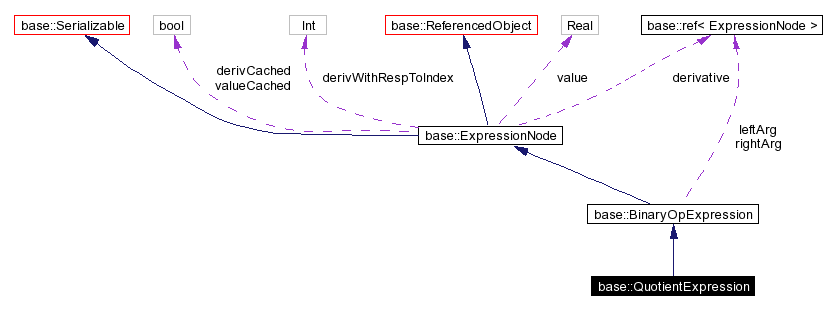 base::Serializable
bool
Int
base::ReferencedObject
Real
base::ref< ExpressionNode >
derivCached
valueCached
derivWithRespToIndex
value
derivative
base::ExpressionNode
leftArg
rightArg
base::BinaryOpExpression
base::QuotientExpression